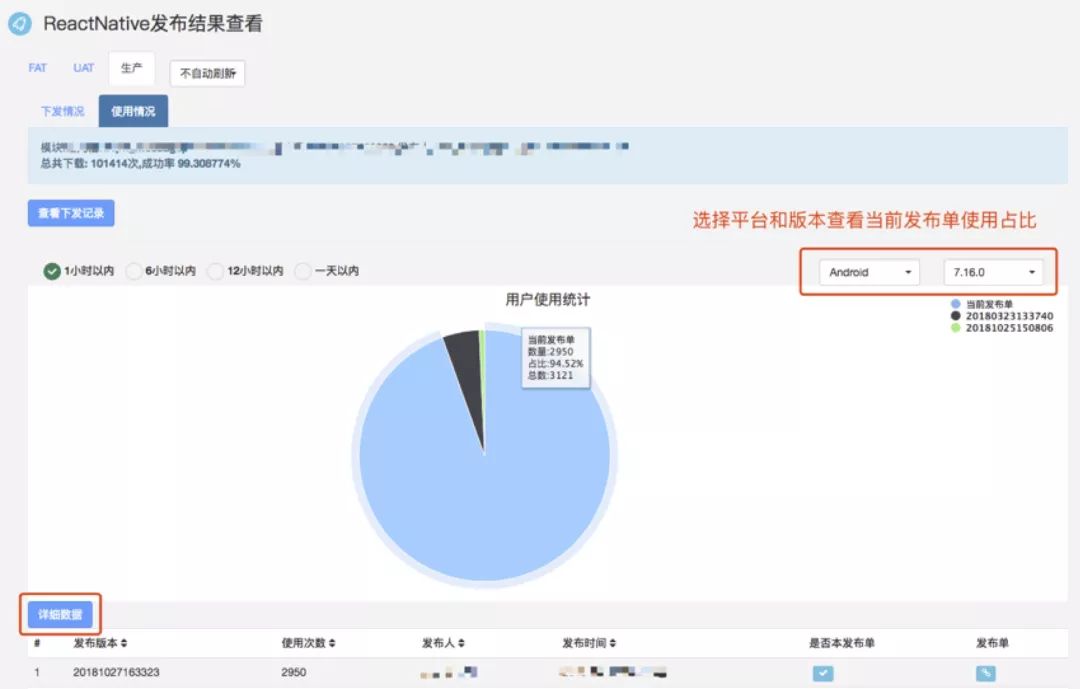 ReactNative发布结果查看
FAT UAT 生产 不自动刷新
下发情况 使用情况
模块
总共下载: 101414次,成功率 99.308774%
查看下发记录
选择平台和版本查看当前发布单使用占比
1小时以内 6小时以内 12小时以内 一天以内
Android 7.16.0
用户使用统计
当前发布单
20180323133740
20181025150806
当前发布单
数量:2950
占比:94.52%
总数:3121
详细数据
# 发布版本 使用次数 发布人 发布时间 是否本发布单 发布单
1 20181027163323 2950